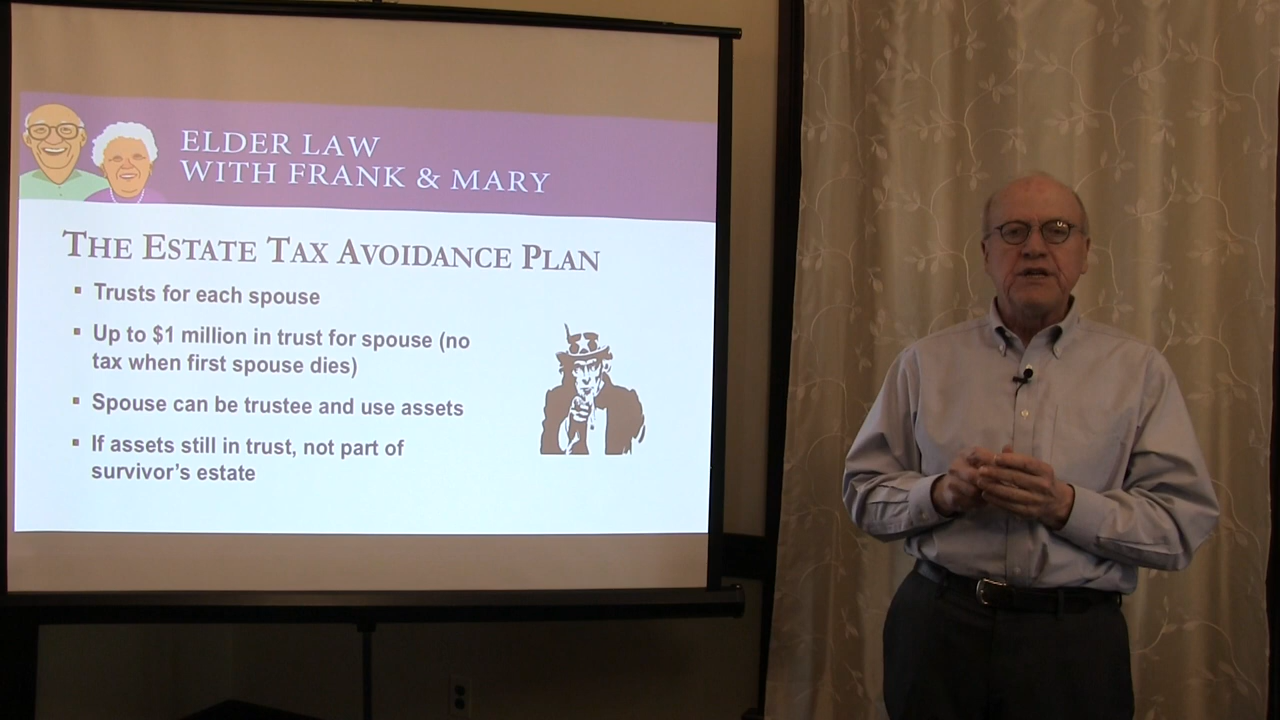 ELDER LAW
WITH FRANK & MARY
THE ESTATE TAX AVOIDANCE PLAN
▪ Trusts for each spouse
▪ Up to $1 million in trust for spouse (no
tax when first spouse dies)
▪ Spouse can be trustee and use assets
▪ If assets still in trust, not part of
survivor's estate